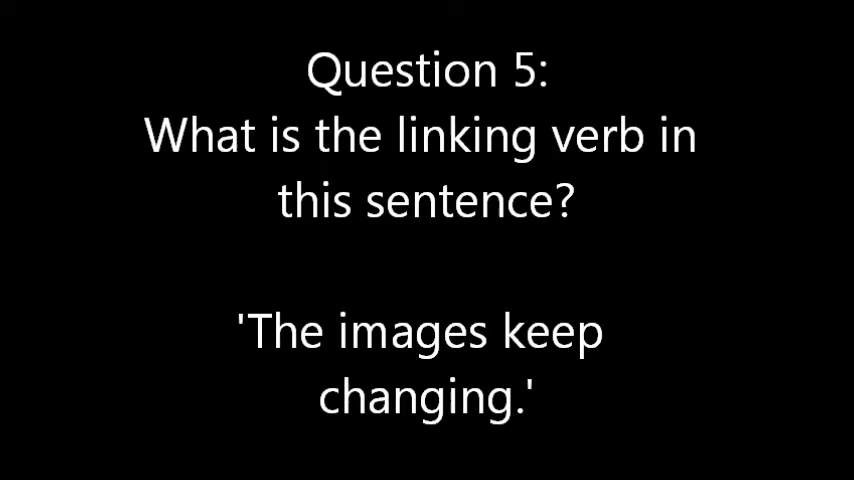 Question 5:
What is the linking verb in
this sentence?
'The images keep
changing.'